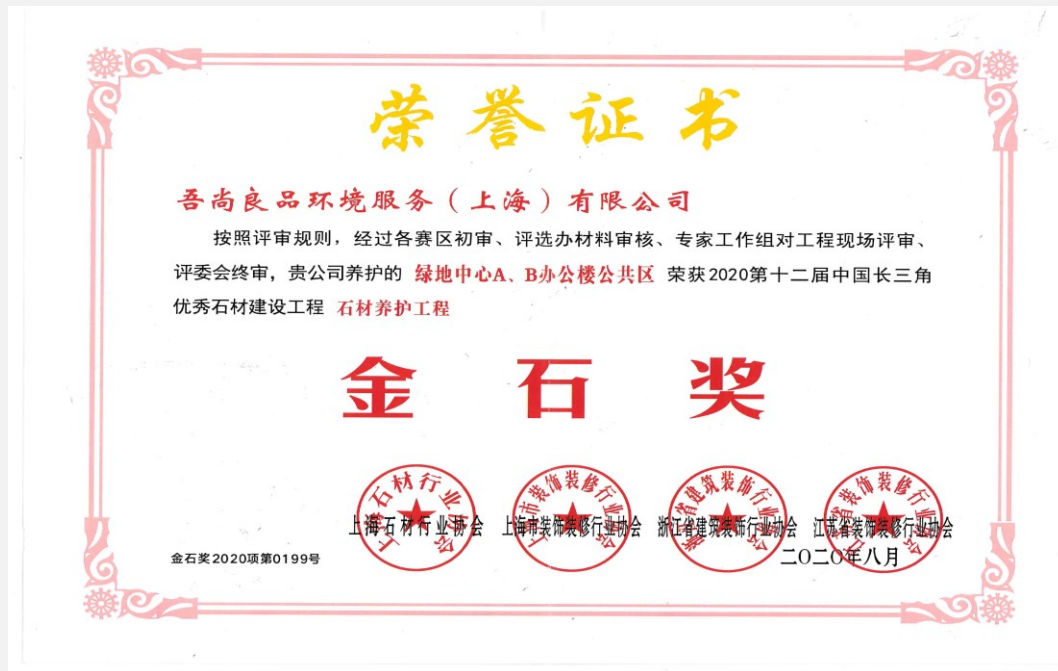 荣誉证书
吾尚良品环境服务（上海）有限公司
按照评审规则，经过各赛区初审、评选办材料审核、专家工作组对工程现场评审、
评委会终审，贵公司养护的 绿地中心A、B办公楼公共区 荣获2020第十二届中国长三角
优秀石材建设工程 石材养护工程
金石奖
上海石材行业协会 上海市装饰装修行业协会 浙江省建筑装饰行业协会 江苏省装饰装修行业协会
金石奖2020项第0199号
二〇二〇年八月